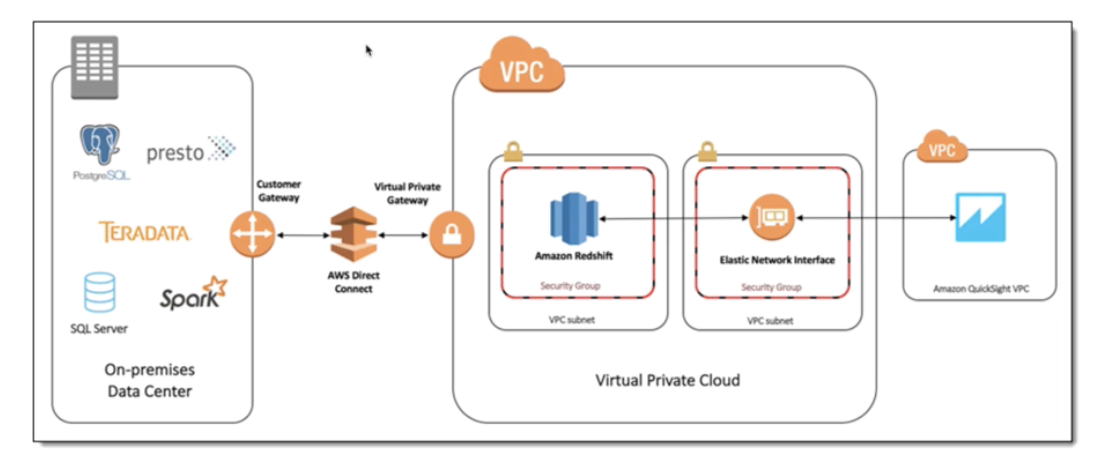 PostgreSQL
presto
TERADATA
SQL Server
Spark
On-premises
Data Center
Customer
Gateway
AWS Direct
Connect
Virtual Private
Gateway
VPC
Amazon Redshift
Security Group
VPC subnet
Elastic Network Interface
Security Group
VPC subnet
Virtual Private Cloud
VPC
Amazon QuickSight VPC